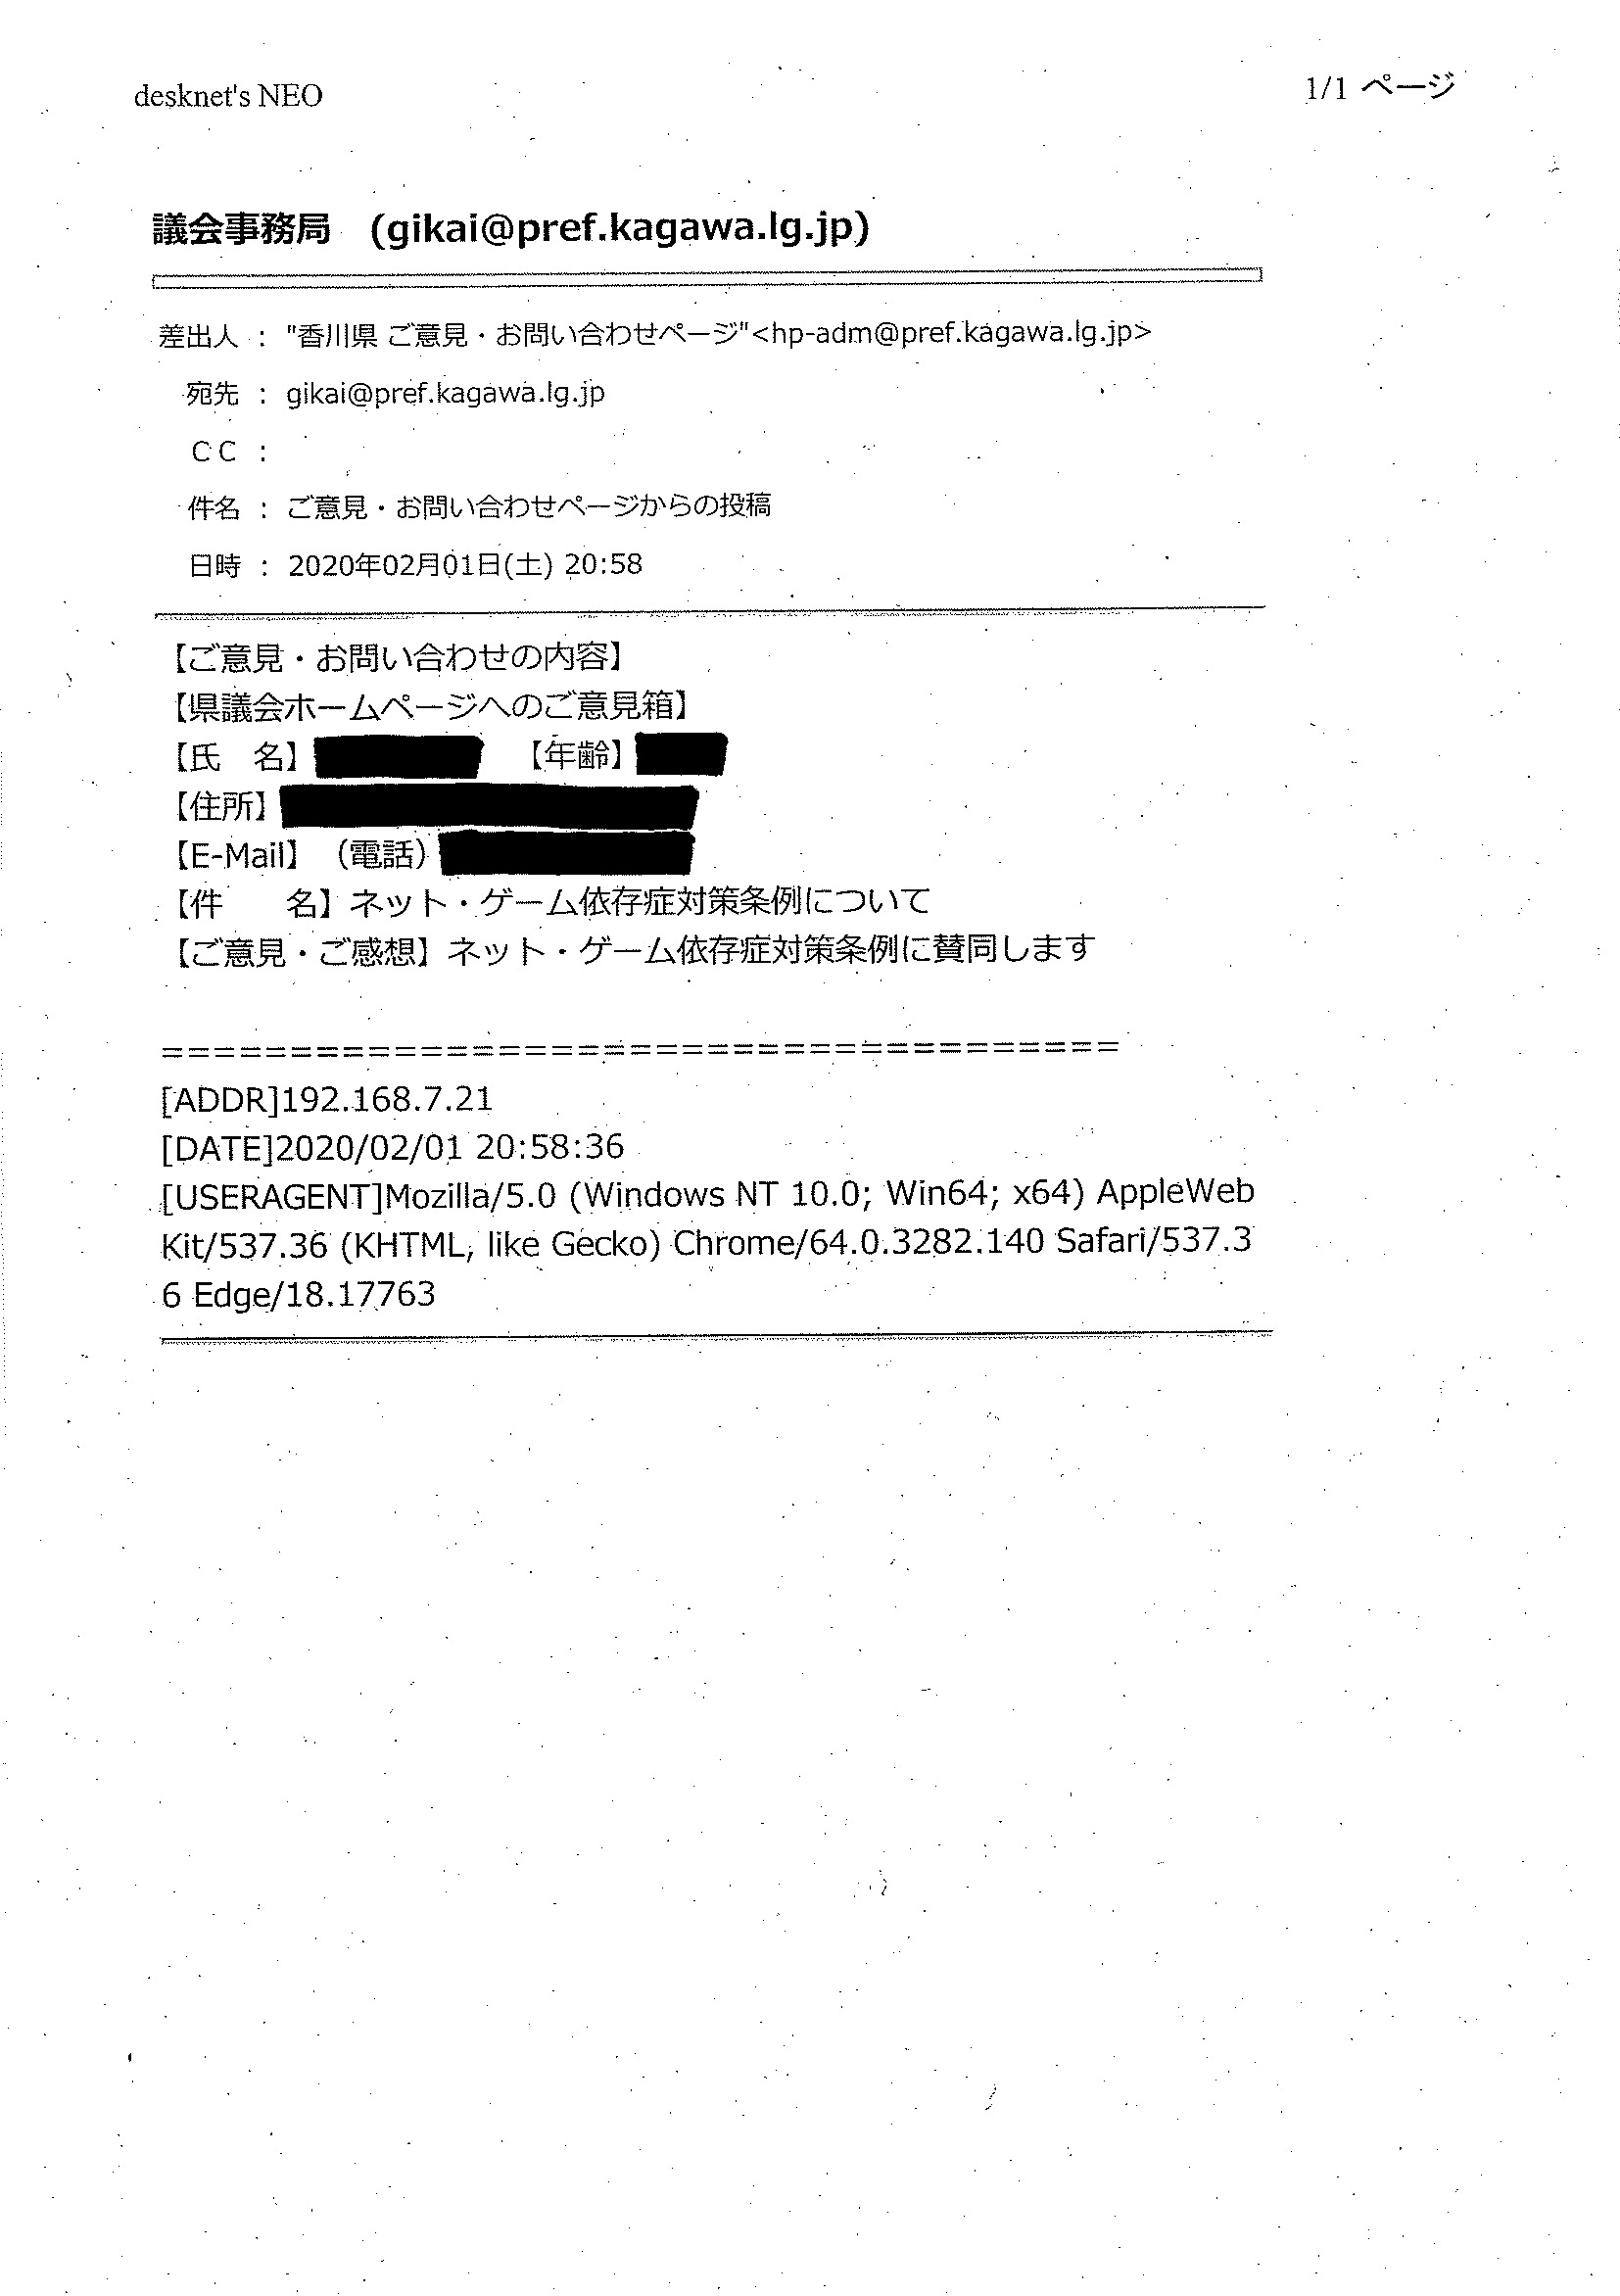 desknet's NEO
1/1 ページ
議会事務局 (gikai@pref.kagawa.lg.jp)
差出人 : "香川県 ご意見・お問い合わせページ"<hp-adm@pref.kagawa.lg.jp>
宛先 : gikai@pref.kagawa.lg.jp
CC :
件名 : ご意見・お問い合わせページからの投稿
日時 : 2020年02月01日(土) 20:58
【ご意見・お問い合わせの内容】
【県議会ホームページへのご意見箱】
【氏 名】 【年齢】
【住所】
【E-Mail】 (電話)
【件 名】ネット・ゲーム依存症対策条例について
【ご意見・ご感想】ネット・ゲーム依存症対策条例に賛同します
=====================================
[ADDR]192.168.7.21
[DATE]2020/02/01 20:58:36
[USERAGENT]Mozilla/5.0 (Windows NT 10.0; Win64; x64) AppleWeb
Kit/537.36 (KHTML, like Gecko) Chrome/64.0.3282.140 Safari/537.3
6 Edge/18.17763